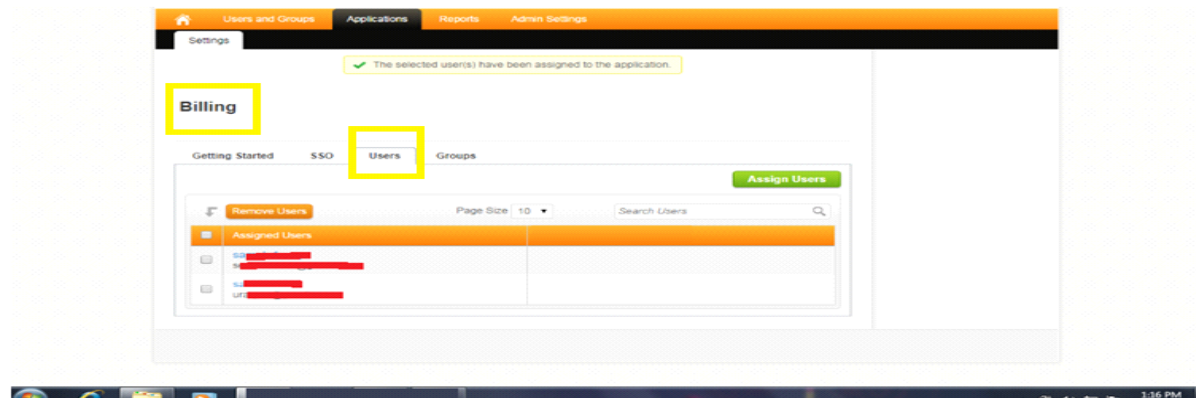 Users and Groups Applications Reports Admin Settings
Settings
The selected user(s) have been assigned to the application.
Billing
Getting Started SSO Users Groups
Assign Users
Remove Users Page Size 10 Search Users
Assigned Users
1:16 PM